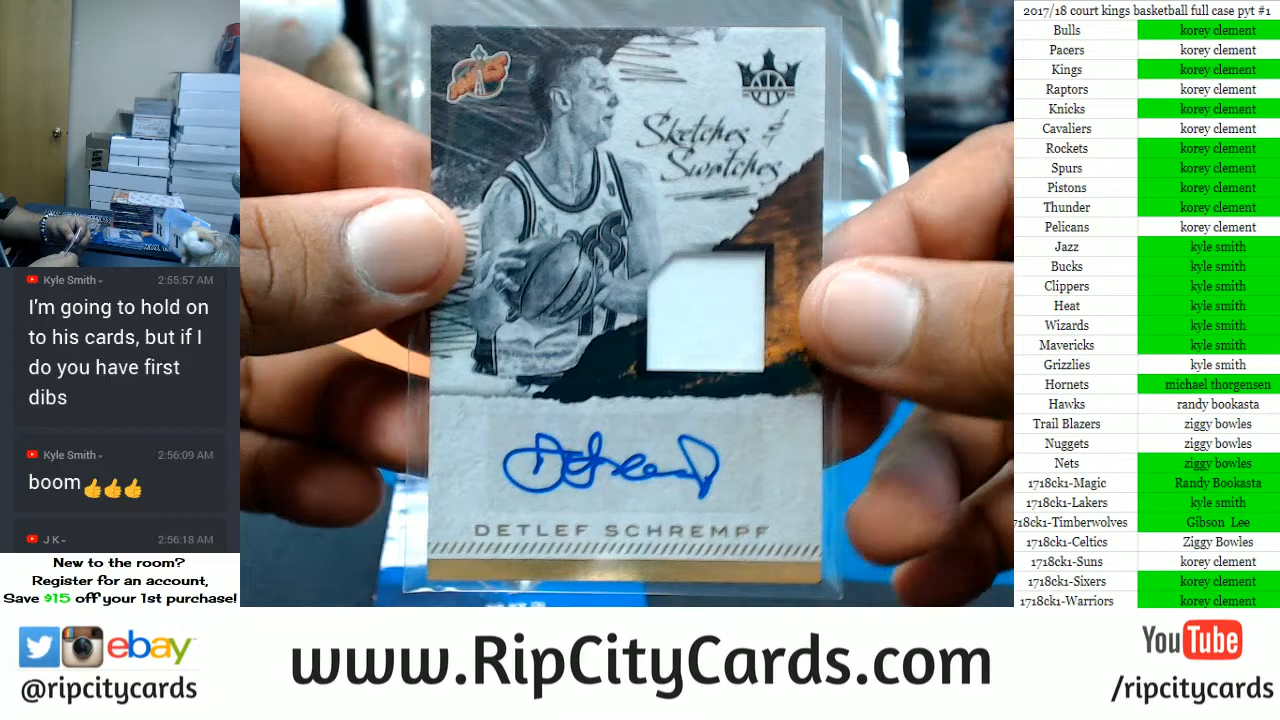 Kyle Smith
2:55:57 AM
I'm going to hold on
to his cards, but if I
do you have first
dibs
Kyle Smith
2:56:09 AM
boom👍👍👍
J K
2:56:18 AM
New to the room?
Register for an account,
Save $15 off your 1st purchase!
Sketches &
Swatches
DETLEF SCHREMPF
2017/18 court kings basketball full case pyt #1
Bulls korey clement
Pacers korey clement
Kings korey clement
Raptors korey clement
Knicks korey clement
Cavaliers korey clement
Rockets korey clement
Spurs korey clement
Pistons korey clement
Thunder korey clement
Pelicans korey clement
Jazz kyle smith
Bucks kyle smith
Clippers kyle smith
Heat kyle smith
Wizards kyle smith
Mavericks kyle smith
Grizzlies kyle smith
Hornets michael thorgensen
Hawks randy bookasta
Trail Blazers ziggy bowles
Nuggets ziggy bowles
Nets ziggy bowles
1718ck1-Magic Randy Bookasta
1718ck1-Lakers kyle smith
718ck1-Timberwolves Gibson Lee
1718ck1-Celtics Ziggy Bowles
1718ck1-Suns korey clement
1718ck1-Sixers korey clement
1718ck1-Warriors korey clement
ebay
@ripcitycards
www.RipCityCards.com
YouTube
/ripcitycards